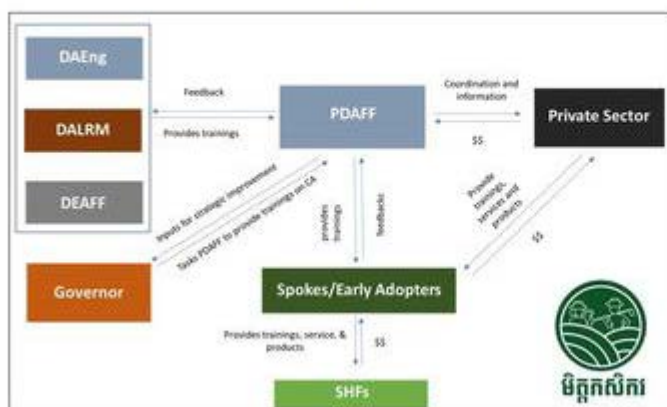 DAEng
DALRM
DEAFF
Feedback
Provides trainings
PDAFF
Coordination and
information
$$
Private Sector
Inputs for strategic improvement
Tasks PDAFF to provide trainings on CA
provides
trainings
feedbacks
Provide
trainings,
services and
products
$$
Governor
Spokes/Early Adopters
Provides trainings, service, &
products
$$
SHFs
មិត្តកសិករ